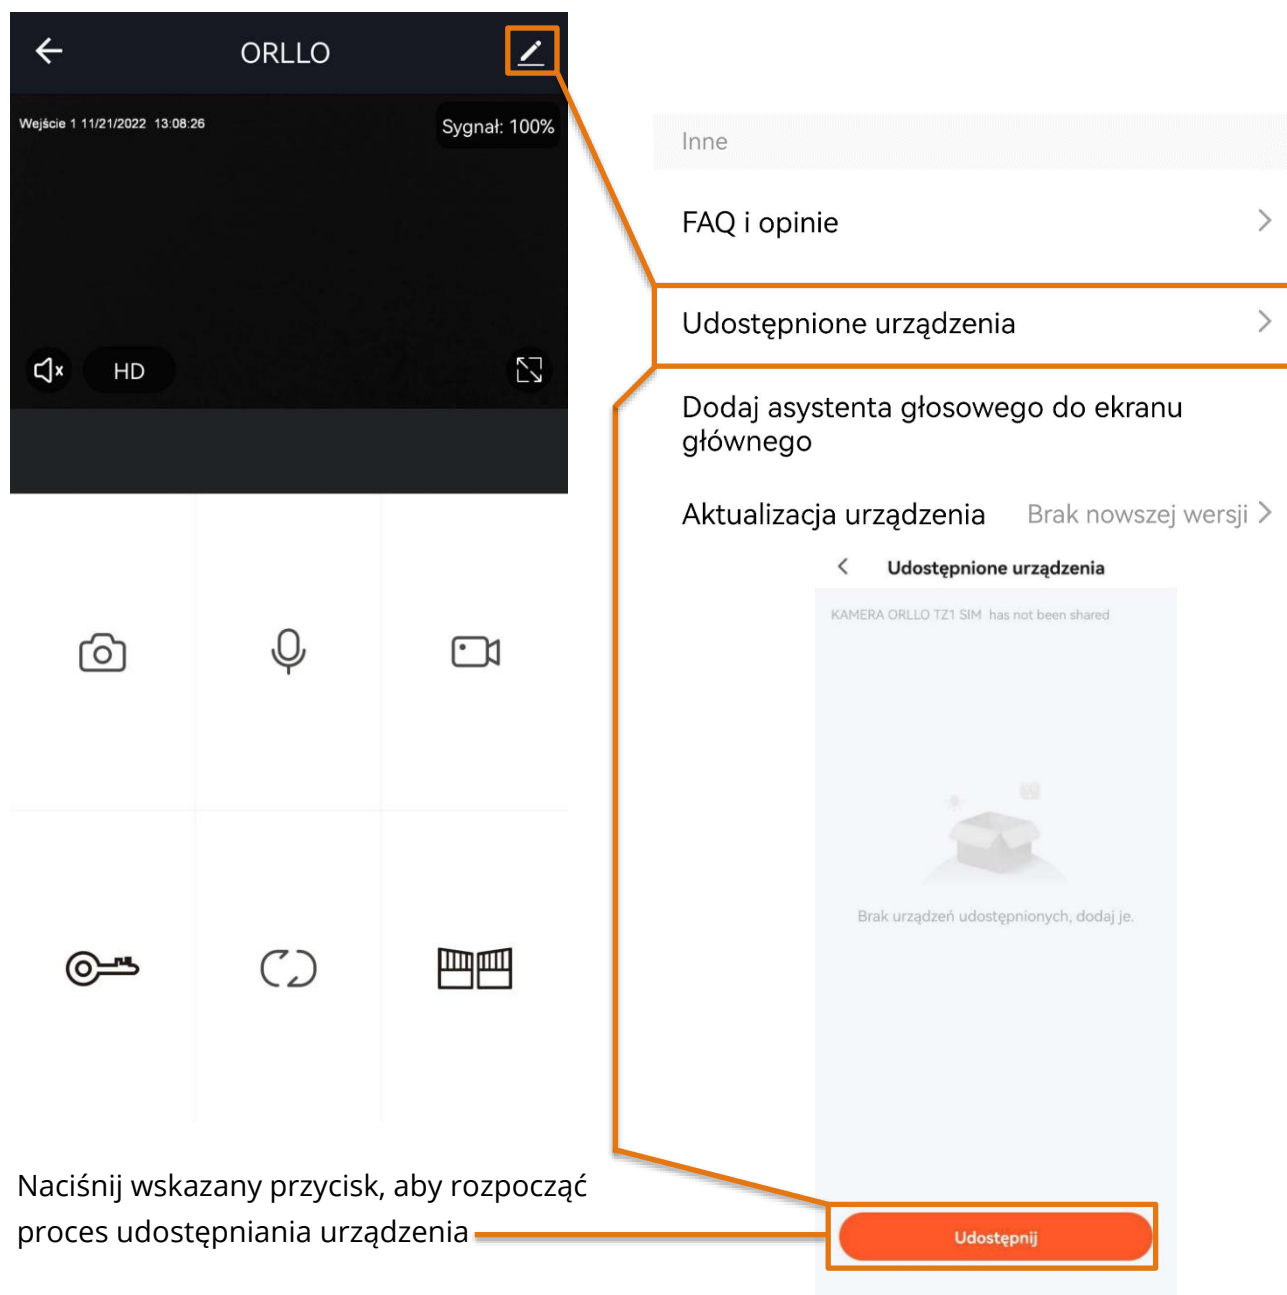 ORLLO
Wejście 1 11/21/2022 13:08:26
Sygnał: 100%
HD
Inne
FAQ i opinie
Udostępnione urządzenia
Dodaj asystenta głosowego do ekranu
głównego
Aktualizacja urządzenia Brak nowszej wersji
Udostępnione urządzenia
KAMERA ORLLO TZ1 SIM has not been shared
Brak urządzeń udostępnionych, dodaj je.
Naciśnij wskazany przycisk, aby rozpocząć
proces udostępniania urządzenia
Udostępnij